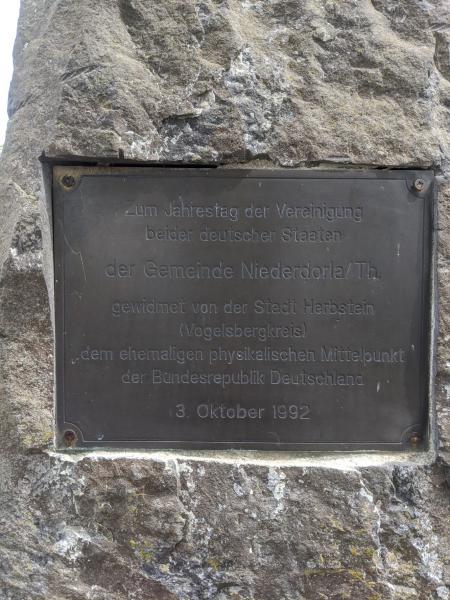 Zum Jahrestag der Vereinigung
beider deutscher Staaten
der Gemeinde Niederdorla/Th.
gewidmet von der Stadt Herbstein
(Vogelsbergkreis)
dem ehemaligen physikalischen Mittelpunkt
der Bundesrepublik Deutschland
3. Oktober 1992